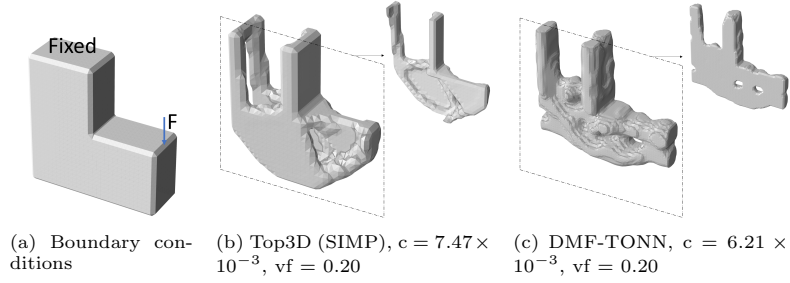 Fixed
F
(a) Boundary con-
ditions
(b) Top3D (SIMP), c = 7.47×
10⁻³, vf = 0.20
(c) DMF-TONN, c = 6.21 ×
10⁻³, vf = 0.20